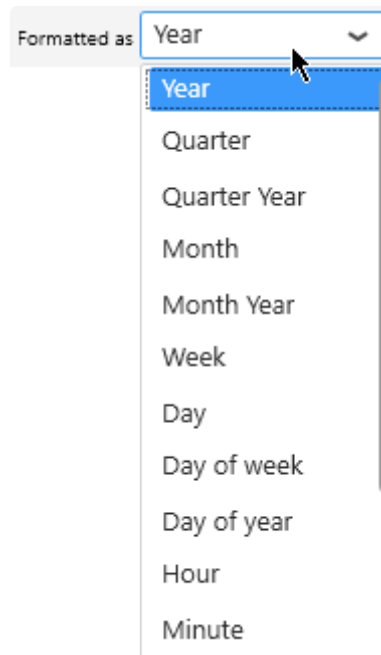 Formatted as Year
Year
Quarter
Quarter Year
Month
Month Year
Week
Day
Day of week
Day of year
Hour
Minute